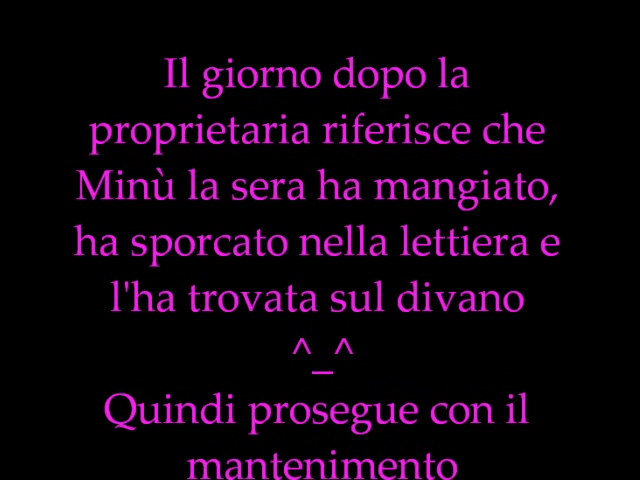 Il giorno dopo la
proprietaria riferisce che
Minù la sera ha mangiato,
ha sporcato nella lettiera e
l'ha trovata sul divano
^_^
Quindi prosegue con il
mantenimento